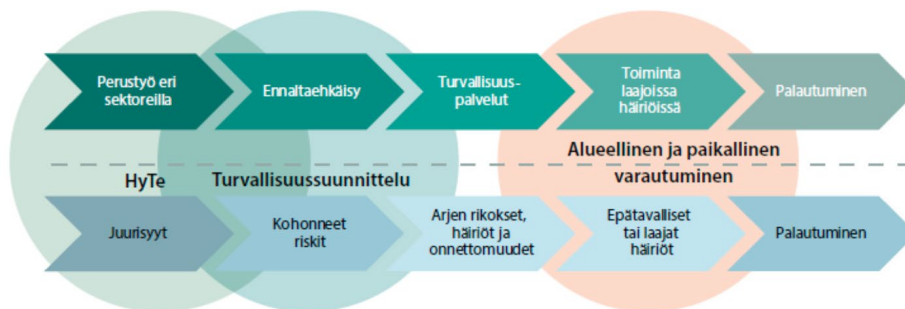 Perustyö eri
sektoreilla
Ennaltaehkäisy
Turvallisuus-
palvelut
Toiminta
laajoissa
häiriöissä
Palautuminen
HyTe
Turvallisuussuunnittelu
Alueellinen ja paikallinen
varautuminen
Juurisyyt
Kohonneet
riskit
Arjen rikokset,
häiriöt ja
onnettomuudet
Epätavalliset
tai laajat
häiriöt
Palautuminen